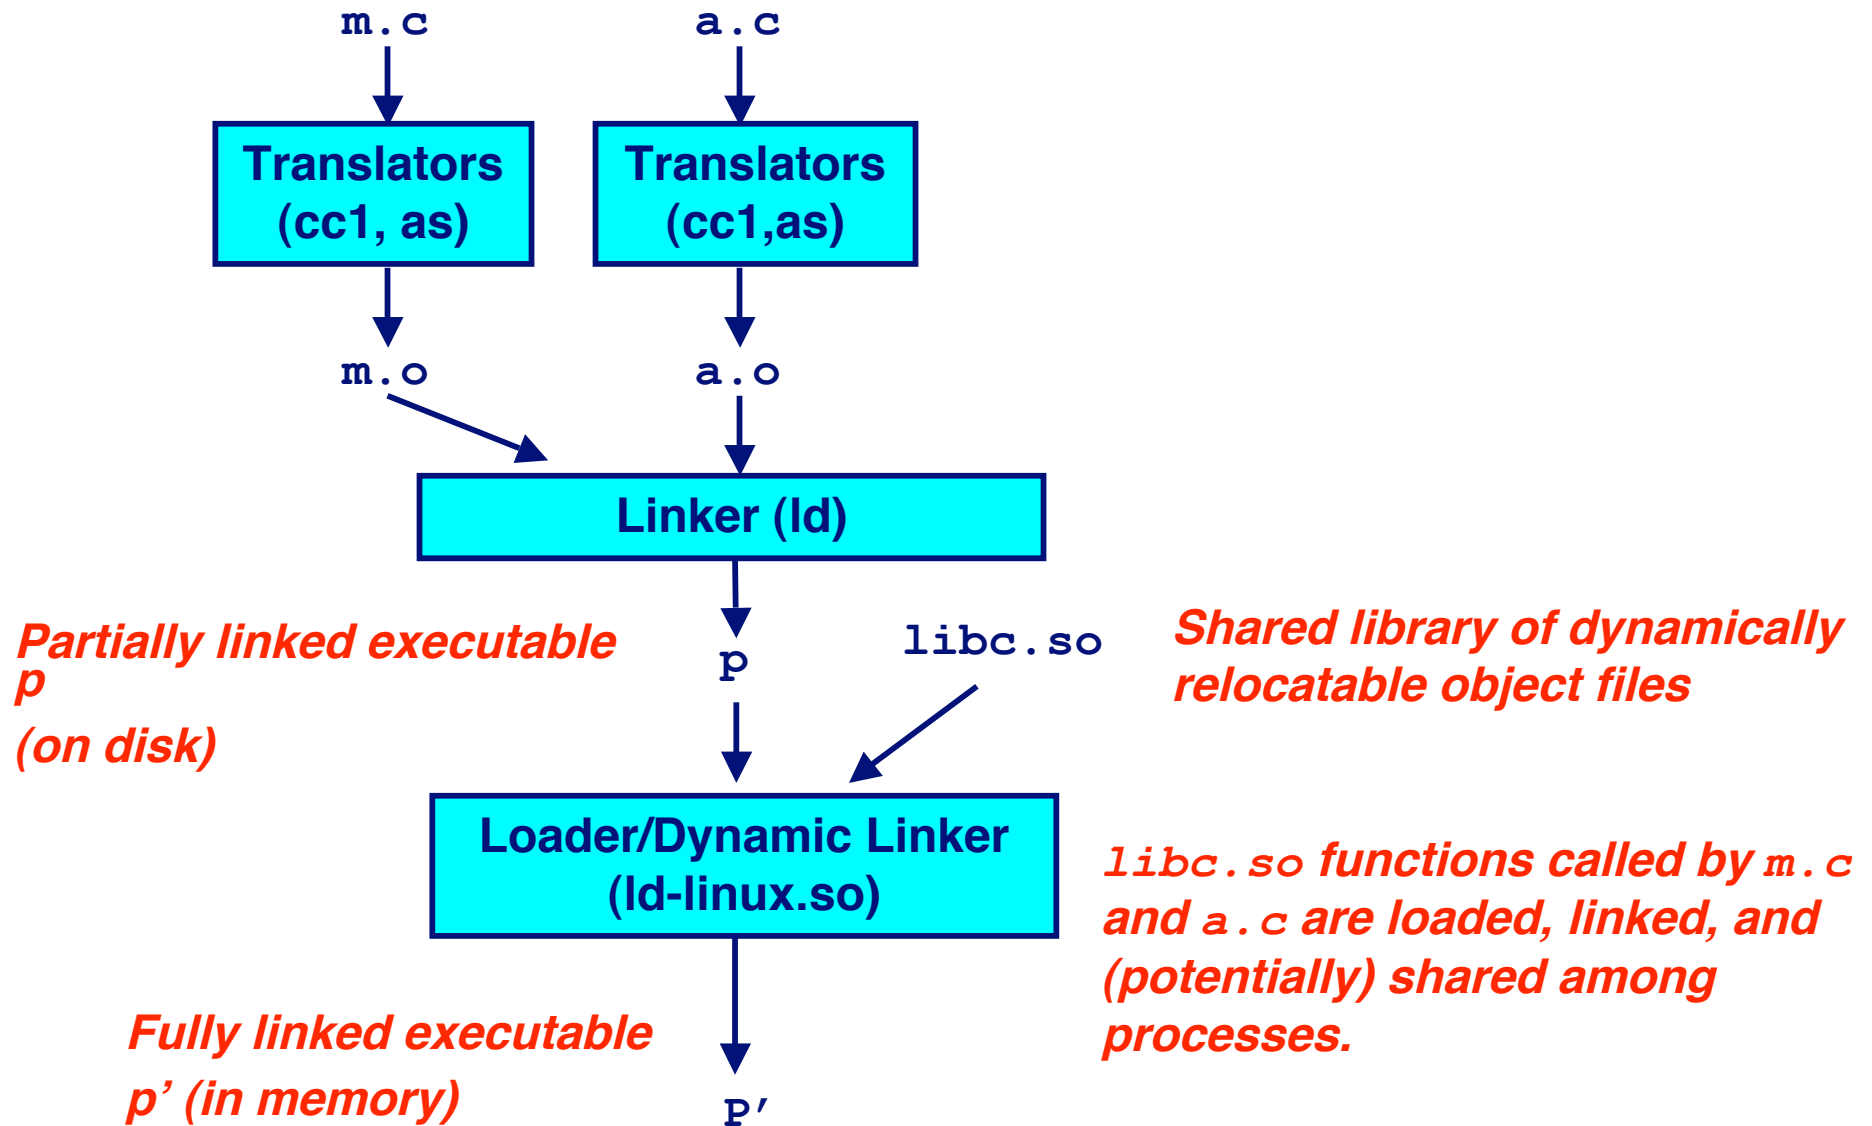 m.c
a.c
Translators
(cc1, as)
Translators
(cc1,as)
m.o
a.o
Linker (ld)
Partially linked executable
p
(on disk)
p
libc.so
Shared library of dynamically
relocatable object files
Loader/Dynamic Linker
(ld-linux.so)
libc.so functions called by m.c
and a.c are loaded, linked, and
(potentially) shared among
processes.
Fully linked executable
p’ (in memory)
P′